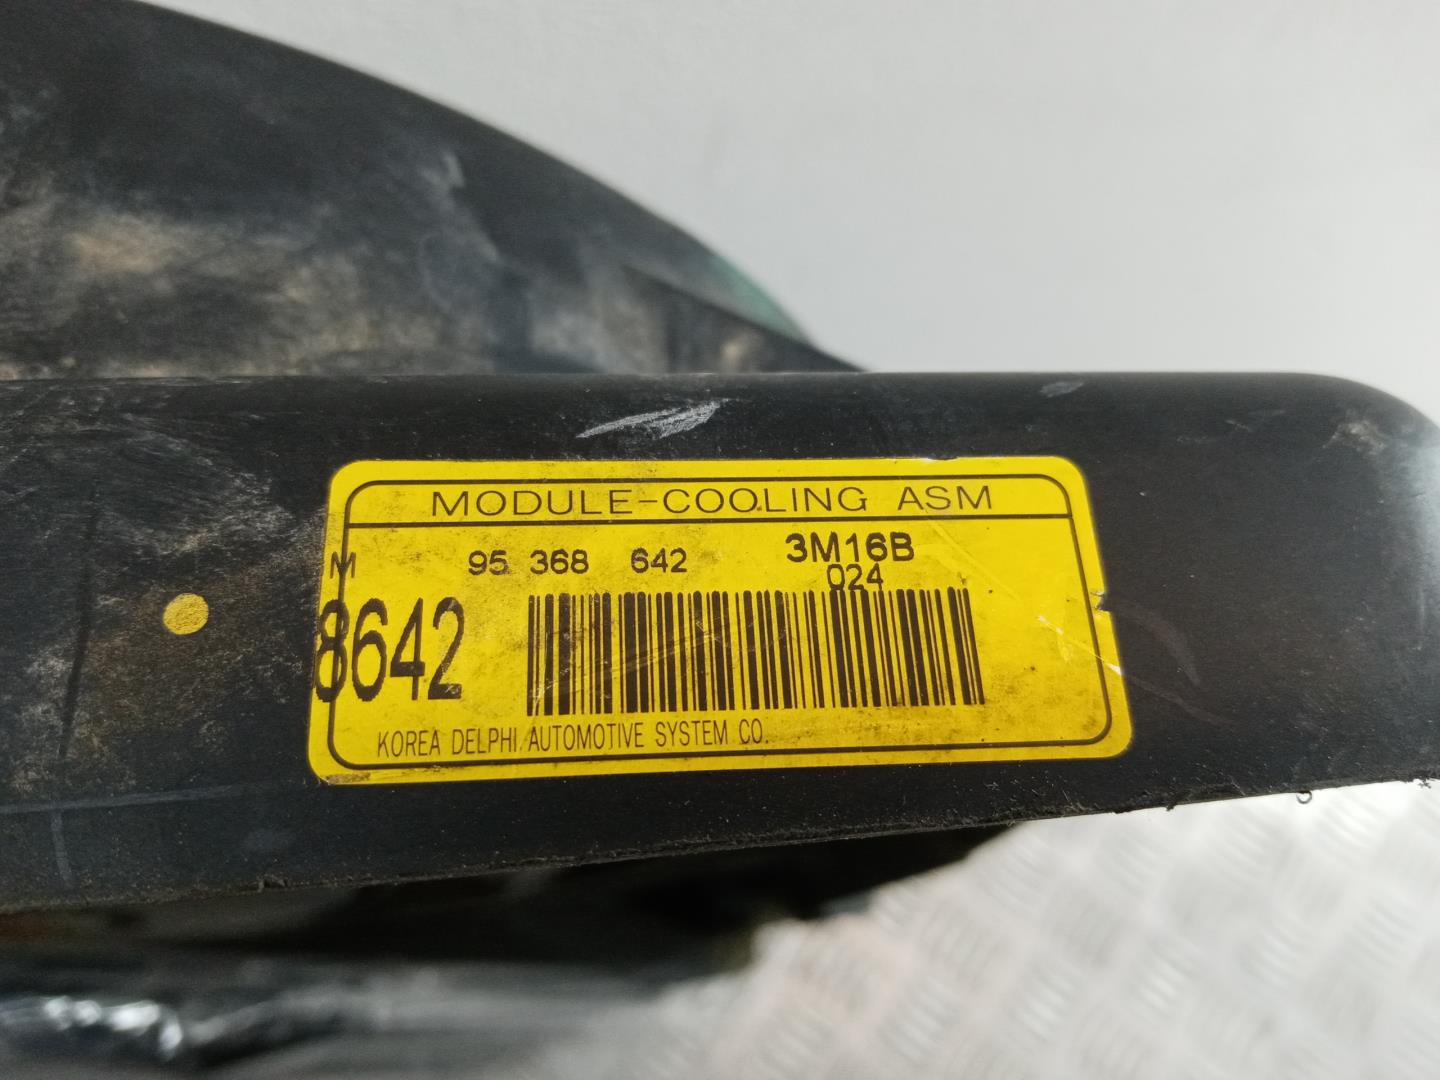 MODULE-COOLING ASM
M 95 368 642 3M16B
024
8642
KOREA DELPHI AUTOMOTIVE SYSTEM CO.